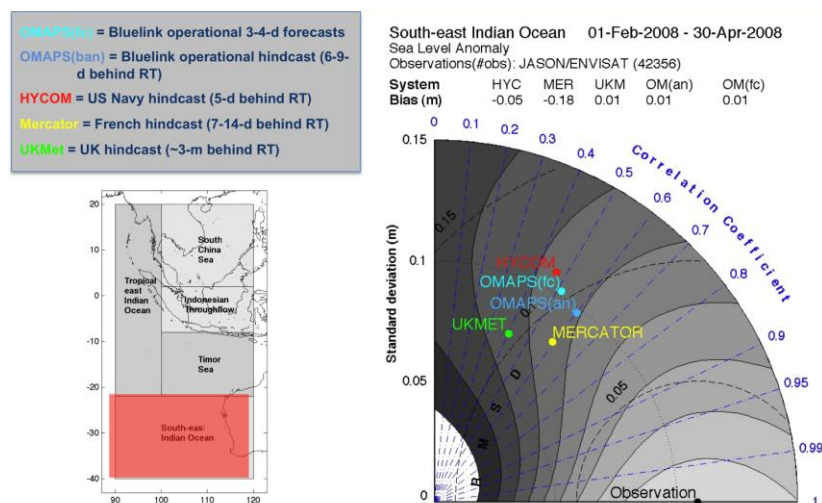 OMAPS(fc) = Bluelink operational 3-4-d forecasts
OMAPS(ban) = Bluelink operational hindcast (6-9-
d behind RT)
HYCOM = US Navy hindcast (5-d behind RT)
Mercator = French hindcast (7-14-d behind RT)
UKMet = UK hindcast (~3-m behind RT)
South-east Indian Ocean 01-Feb-2008 - 30-Apr-2008
Sea Level Anomaly
Observations(#obs): JASON/ENVISAT (42356)
System HYC MER UKM OM(an) OM(fc)
Bias (m) -0.05 -0.18 0.01 0.01 0.01
20
10
0
-10
-20
-30
-40
90 100 110 120
South
China
Sea
Tropical
east
Indian
Ocean
Indonesian
Throughflow
Timor
Sea
South-east
Indian Ocean
0.15
0.1
0.05
0
Standard deviation (m)
0 0.1 0.2 0.3 0.4 0.5 0.6 0.7 0.8 0.9 0.95 0.99 1
Correlation Coefficient
0.15
0.05
HYCOM
OMAPS(fc)
OMAPS(an)
UKMET
MERCATOR
R M S D
Observation